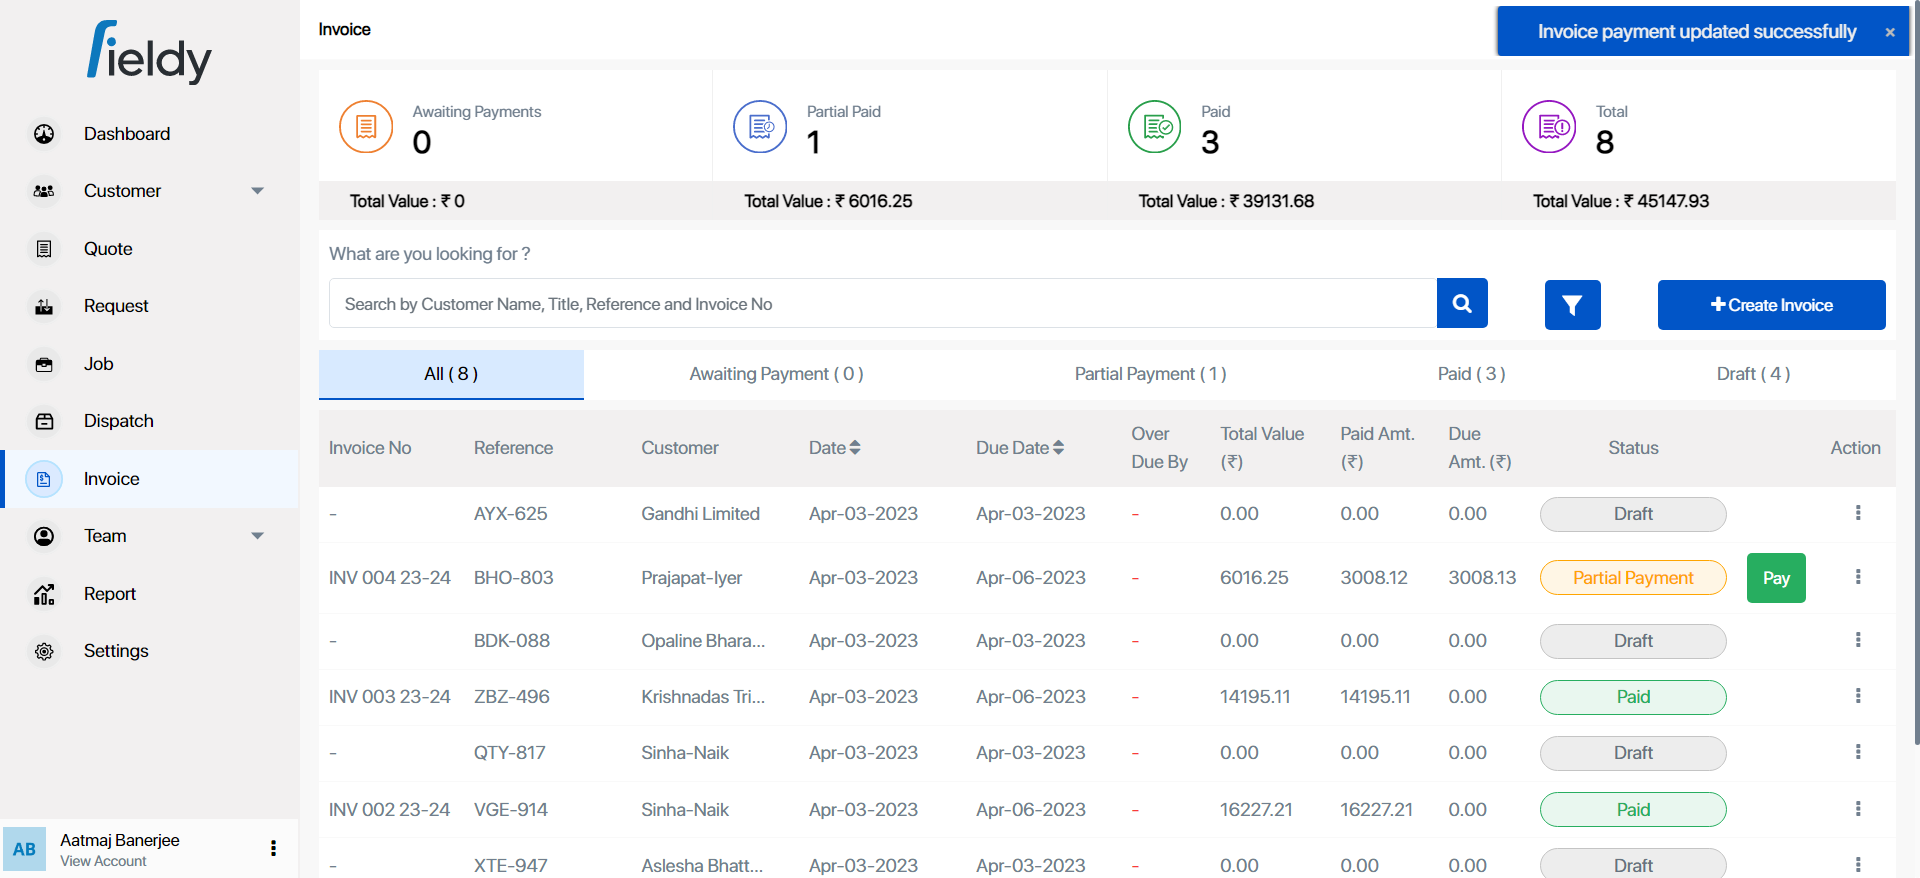 fieldy
Dashboard
Customer
Quote
Request
Job
Dispatch
Invoice
Team
Report
Settings
AB
Aatmaj Banerjee
View Account
Invoice
Invoice payment updated successfully ×
Awaiting Payments
0
Total Value : ₹ 0
Partial Paid
1
Total Value : ₹ 6016.25
Paid
3
Total Value : ₹ 39131.68
Total
8
Total Value : ₹ 45147.93
What are you looking for ?
Search by Customer Name, Title, Reference and Invoice No
Create Invoice
All ( 8 ) Awaiting Payment ( 0 ) Partial Payment ( 1 ) Paid ( 3 ) Draft ( 4 )
Invoice No Reference Customer Date Due Date Over Due By Total Value (₹) Paid Amt. (₹) Due Amt. (₹) Status Action
- AYX-625 Gandhi Limited Apr-03-2023 Apr-03-2023 - 0.00 0.00 0.00 Draft
INV 004 23-24 BHO-803 Prajapat-Iyer Apr-03-2023 Apr-06-2023 - 6016.25 3008.12 3008.13 Partial Payment Pay
- BDK-088 Opaline Bhara... Apr-03-2023 Apr-03-2023 - 0.00 0.00 0.00 Draft
INV 003 23-24 ZBZ-496 Krishnadas Tri... Apr-03-2023 Apr-06-2023 - 14195.11 14195.11 0.00 Paid
- QTY-817 Sinha-Naik Apr-03-2023 Apr-03-2023 - 0.00 0.00 0.00 Draft
INV 002 23-24 VGE-914 Sinha-Naik Apr-03-2023 Apr-06-2023 - 16227.21 16227.21 0.00 Paid
- XTE-947 Aslesha Bhatt... Apr-03-2023 Apr-03-2023 - 0.00 0.00 0.00 Draft